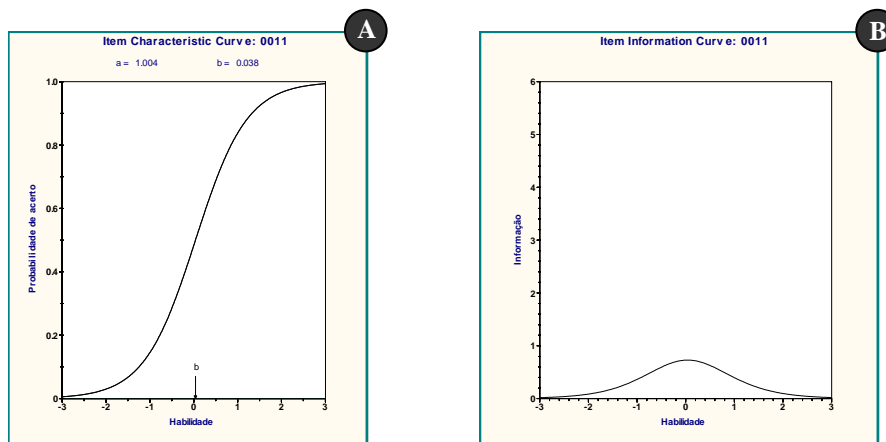 A
Item Characteristic Curve: 0011
a = 1.004 b = 0.038
Probabilidade de acerto
1.0
0.8
0.6
0.4
0.2
0
b
-3 -2 -1 0 1 2 3
Habilidade
B
Item Information Curve: 0011
Informação
6
5
4
3
2
1
0
-3 -2 -1 0 1 2 3
Habilidade